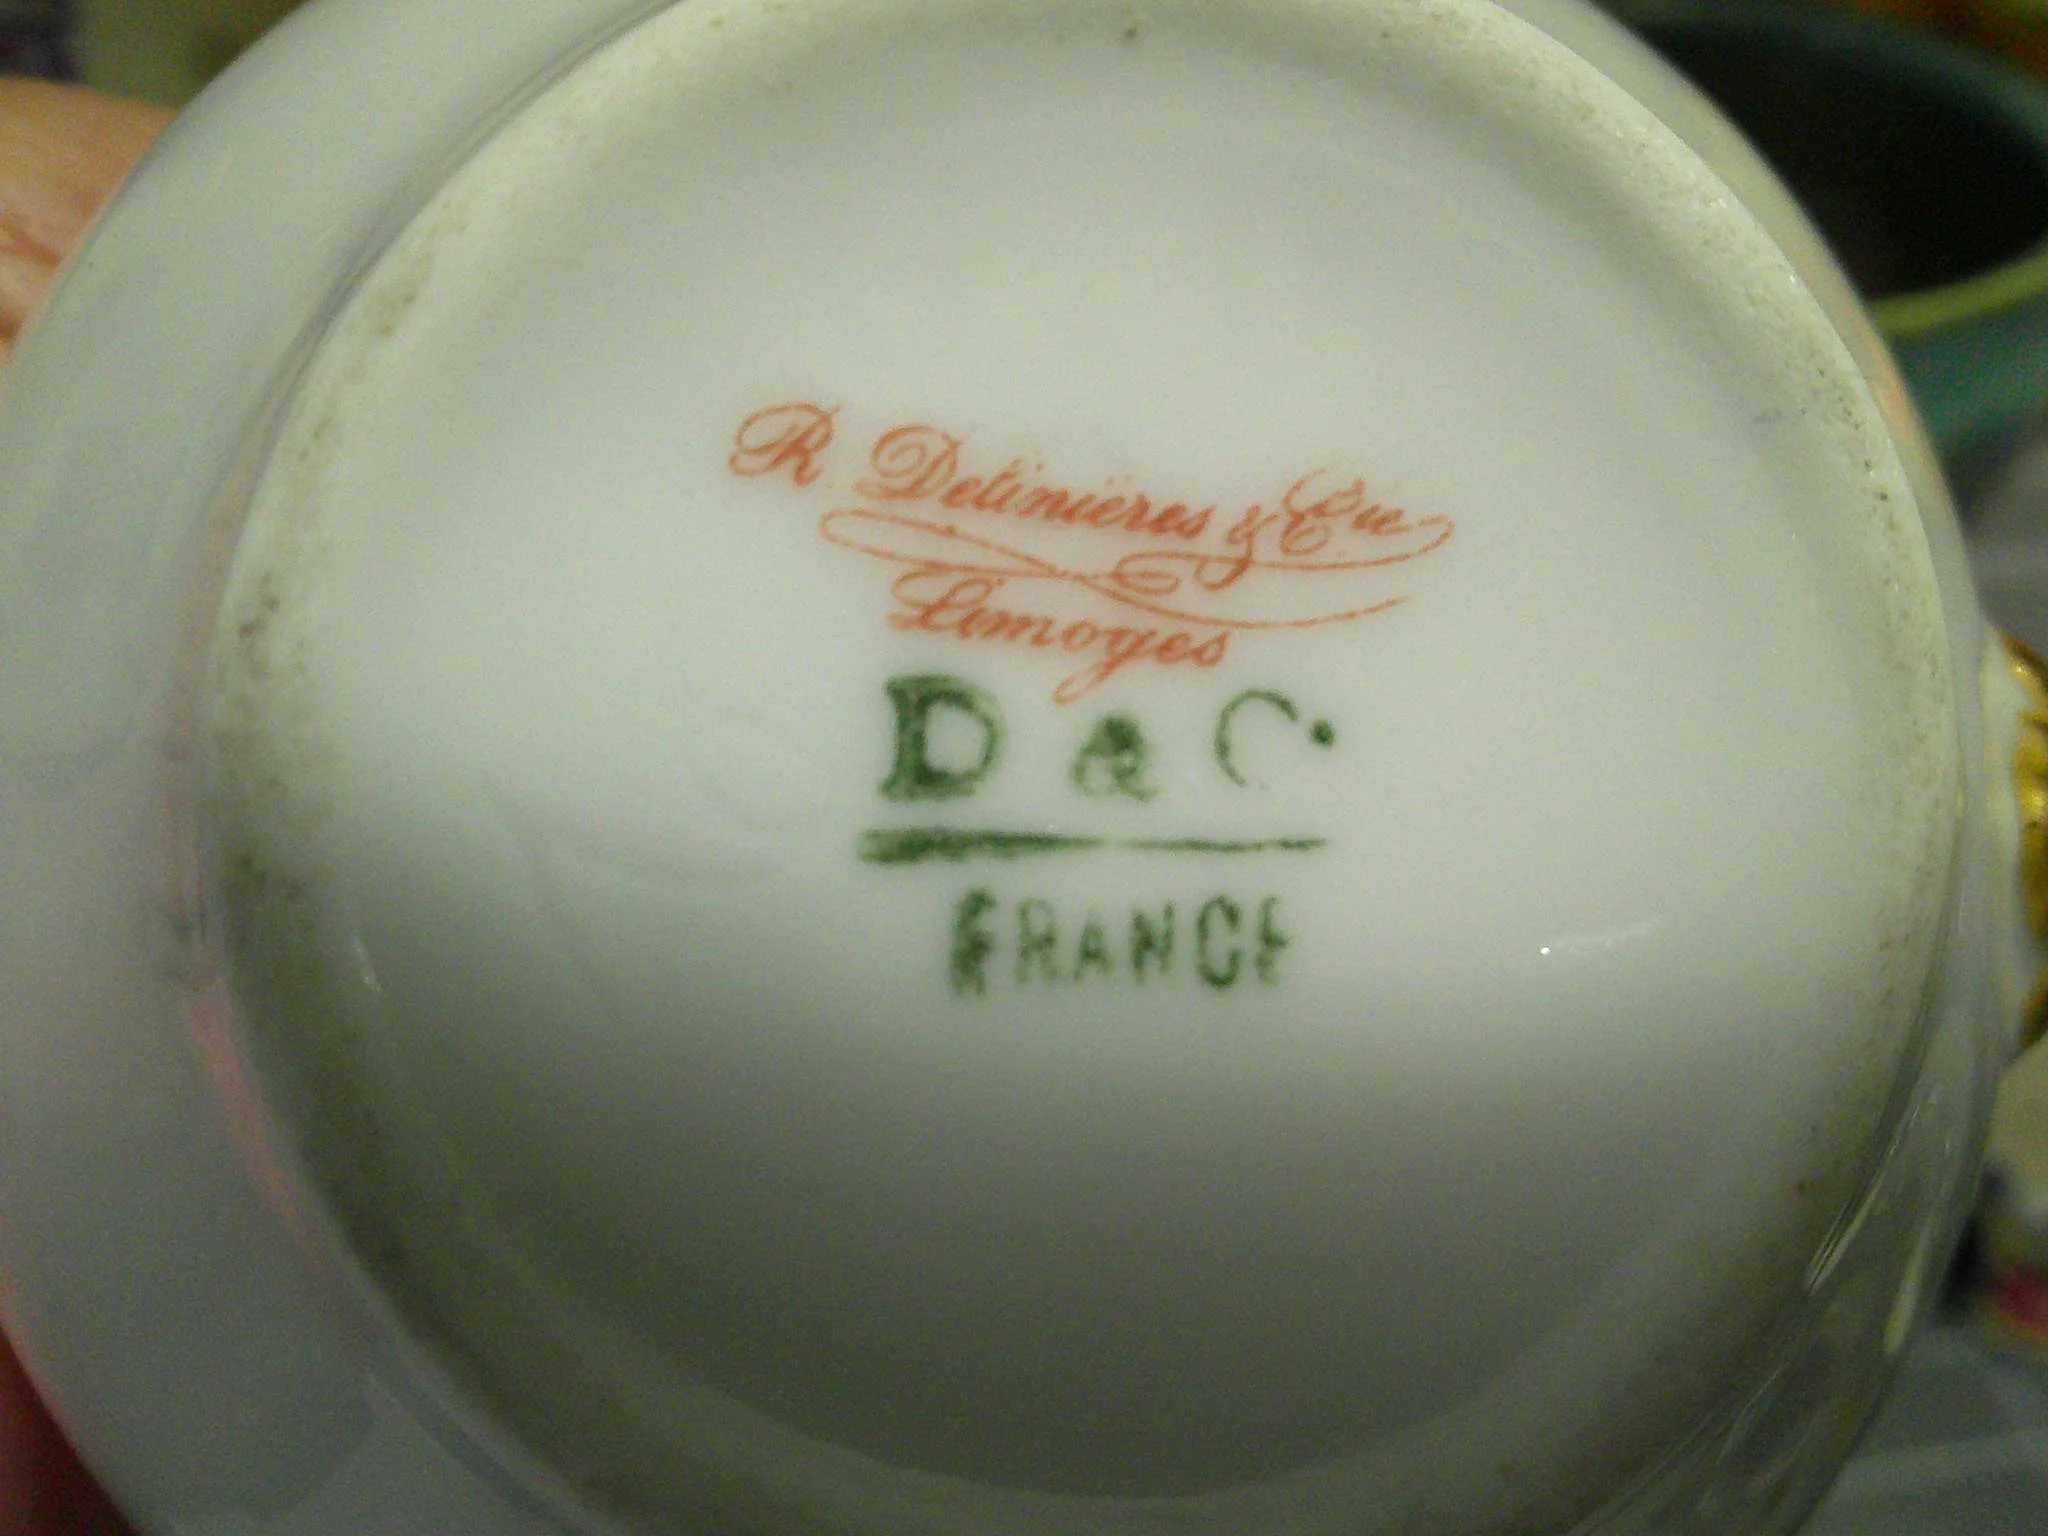 R. Delinières & Cie
Limoges
D & C.
FRANCE